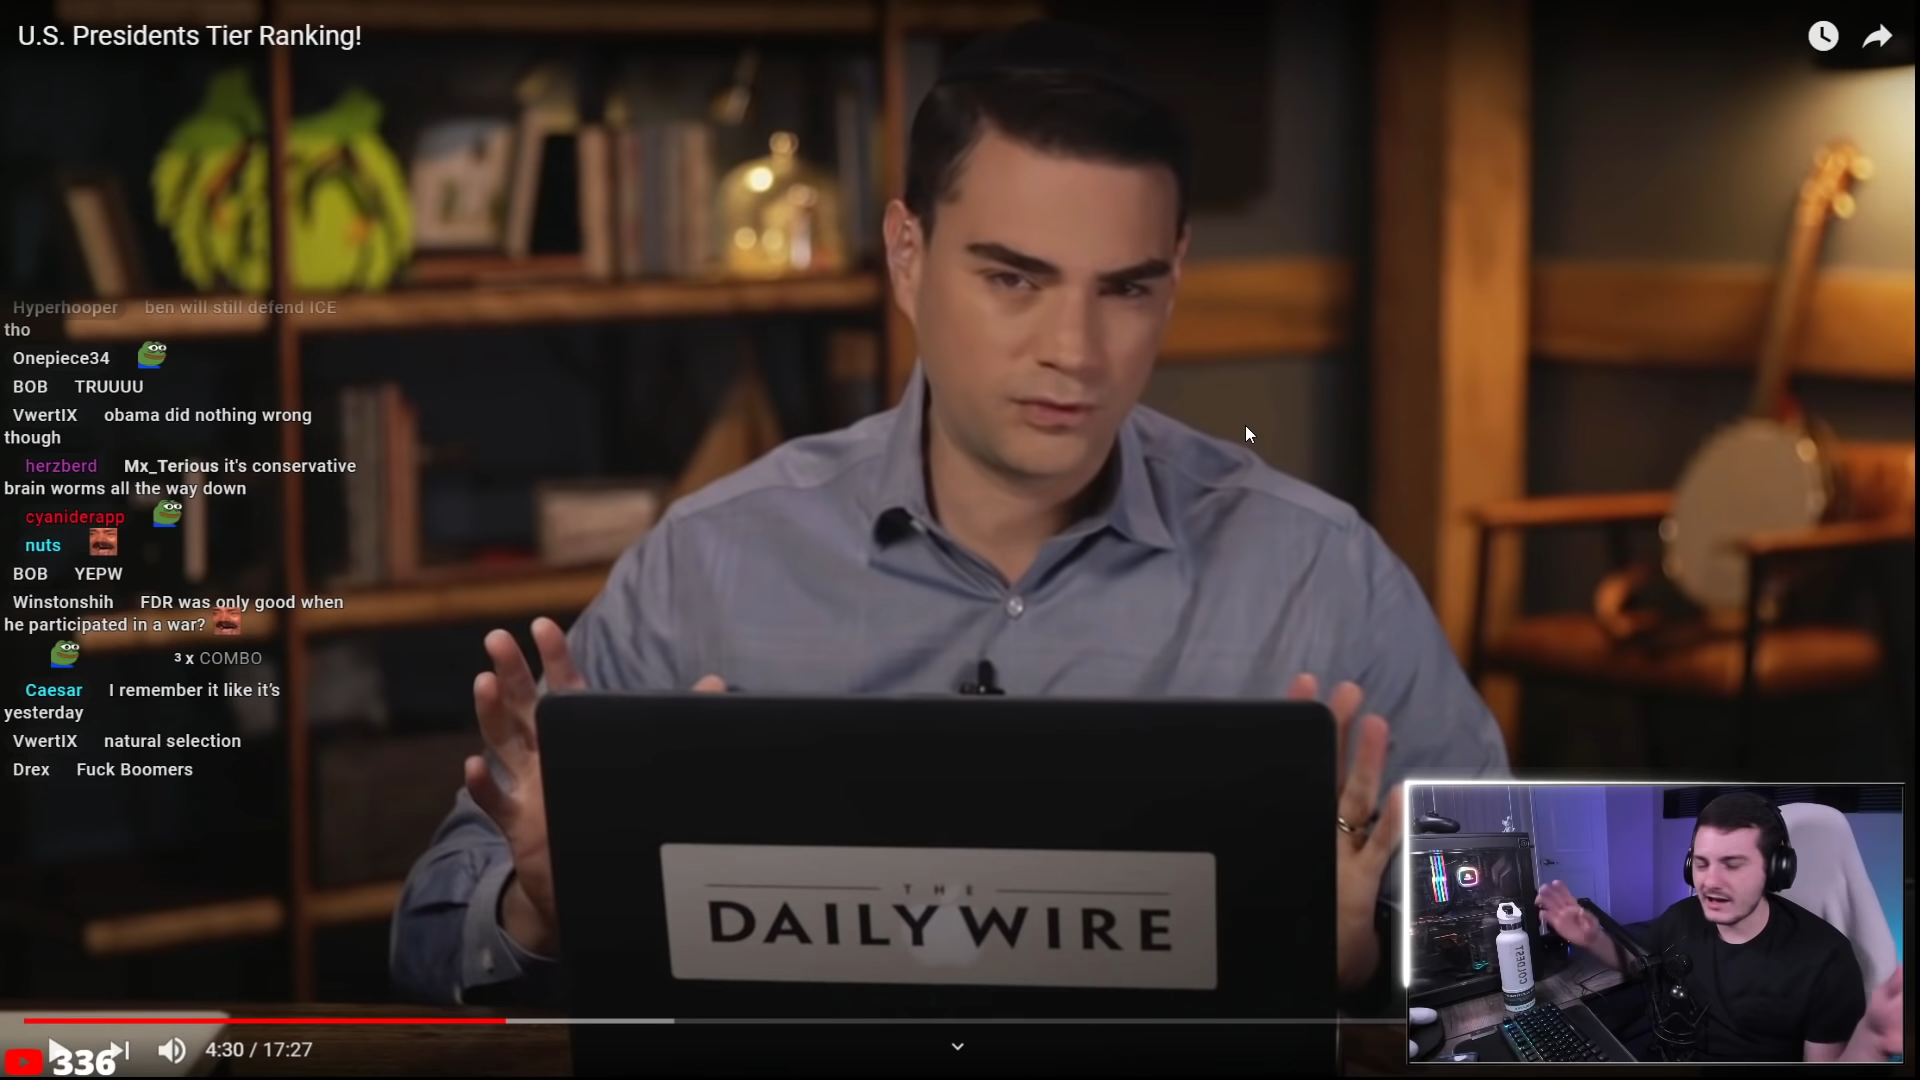 U.S. Presidents Tier Ranking!
Hyperhooper ben will still defend ICE
tho
Onepiece34
BOB TRUUUU
VwertIX obama did nothing wrong
though
herzberd Mx_Terious it's conservative
brain worms all the way down
cyaniderapp
nuts
BOB YEPW
Winstonshih FDR was only good when
he participated in a war?
3 x COMBO
Caesar I remember it like it's
yesterday
VwertIX natural selection
Drex Fuck Boomers
THE
DAILY WIRE
COLDEST
336
4:30 / 17:27